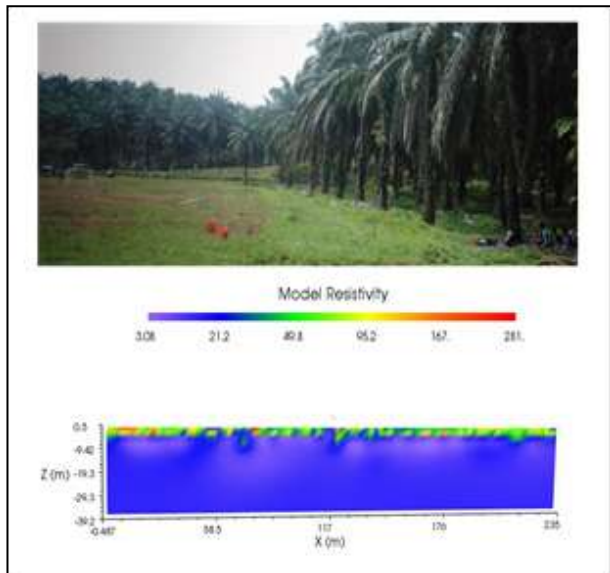 Model Resistivity
3.08 21.2 49.8 95.2 167. 281.
0.5
-9.42
Z (m) -19.3
-29.3
-39.2
-0.487 58.5 117 176 235
X (m)